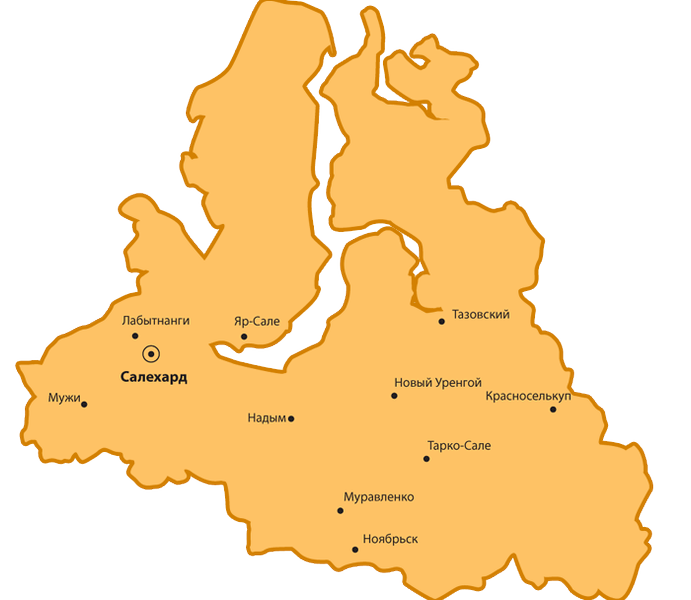 Тазовский
Лабытнанги
Яр-Сале
Салехард
Новый Уренгой
Красноселькуп
Мужи
Надым
Тарко-Сале
Муравленко
Ноябрьск